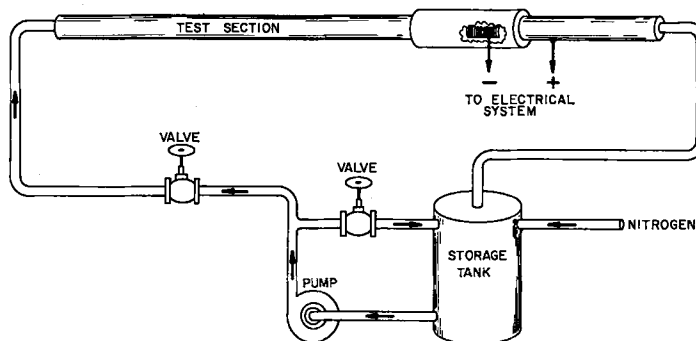 TEST SECTION
–
+
TO ELECTRICAL
SYSTEM
VALVE
VALVE
NITROGEN
STORAGE
TANK
PUMP